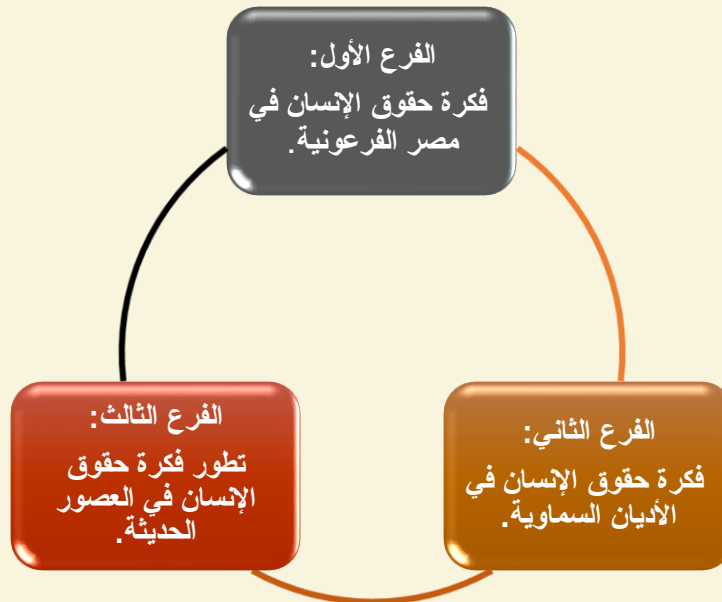 الفرع الأول:
فكرة حقوق الإنسان في
مصر الفرعونية.
الفرع الثاني:
فكرة حقوق الإنسان في
الأديان السماوية.
الفرع الثالث:
تطور فكرة حقوق
الإنسان في العصور
الحديثة.